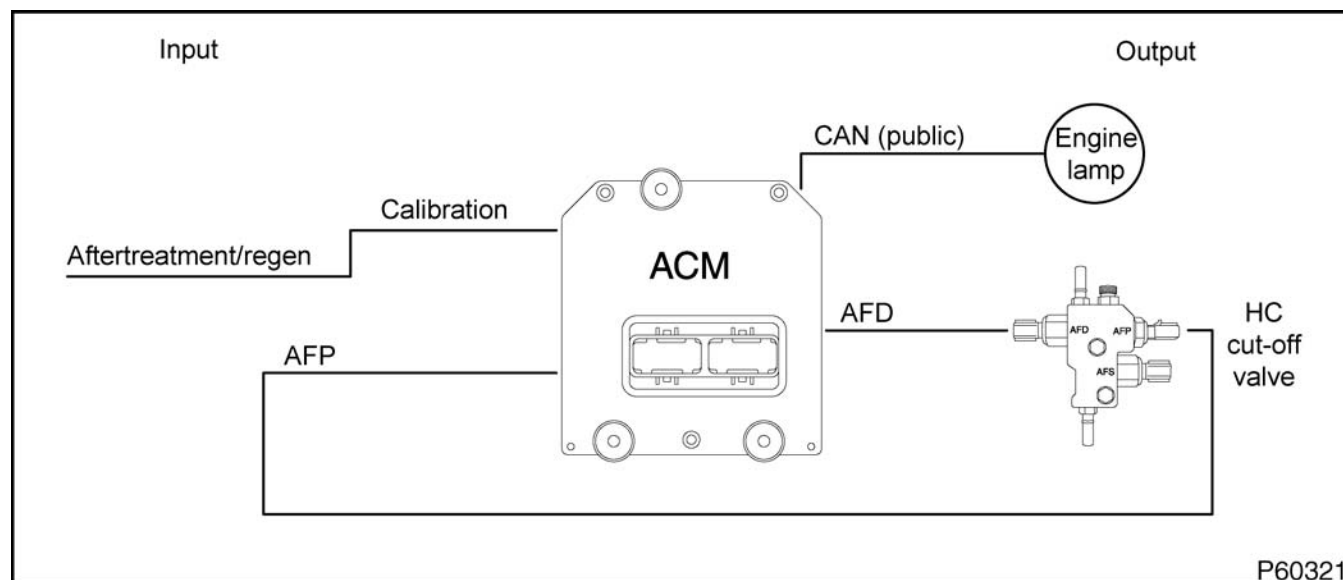 Input
Output
CAN (public)
Engine
lamp
Calibration
Aftertreatment/regen
ACM
AFD
AFD
AFP
AFS
HC
cut-off
valve
AFP
P60321